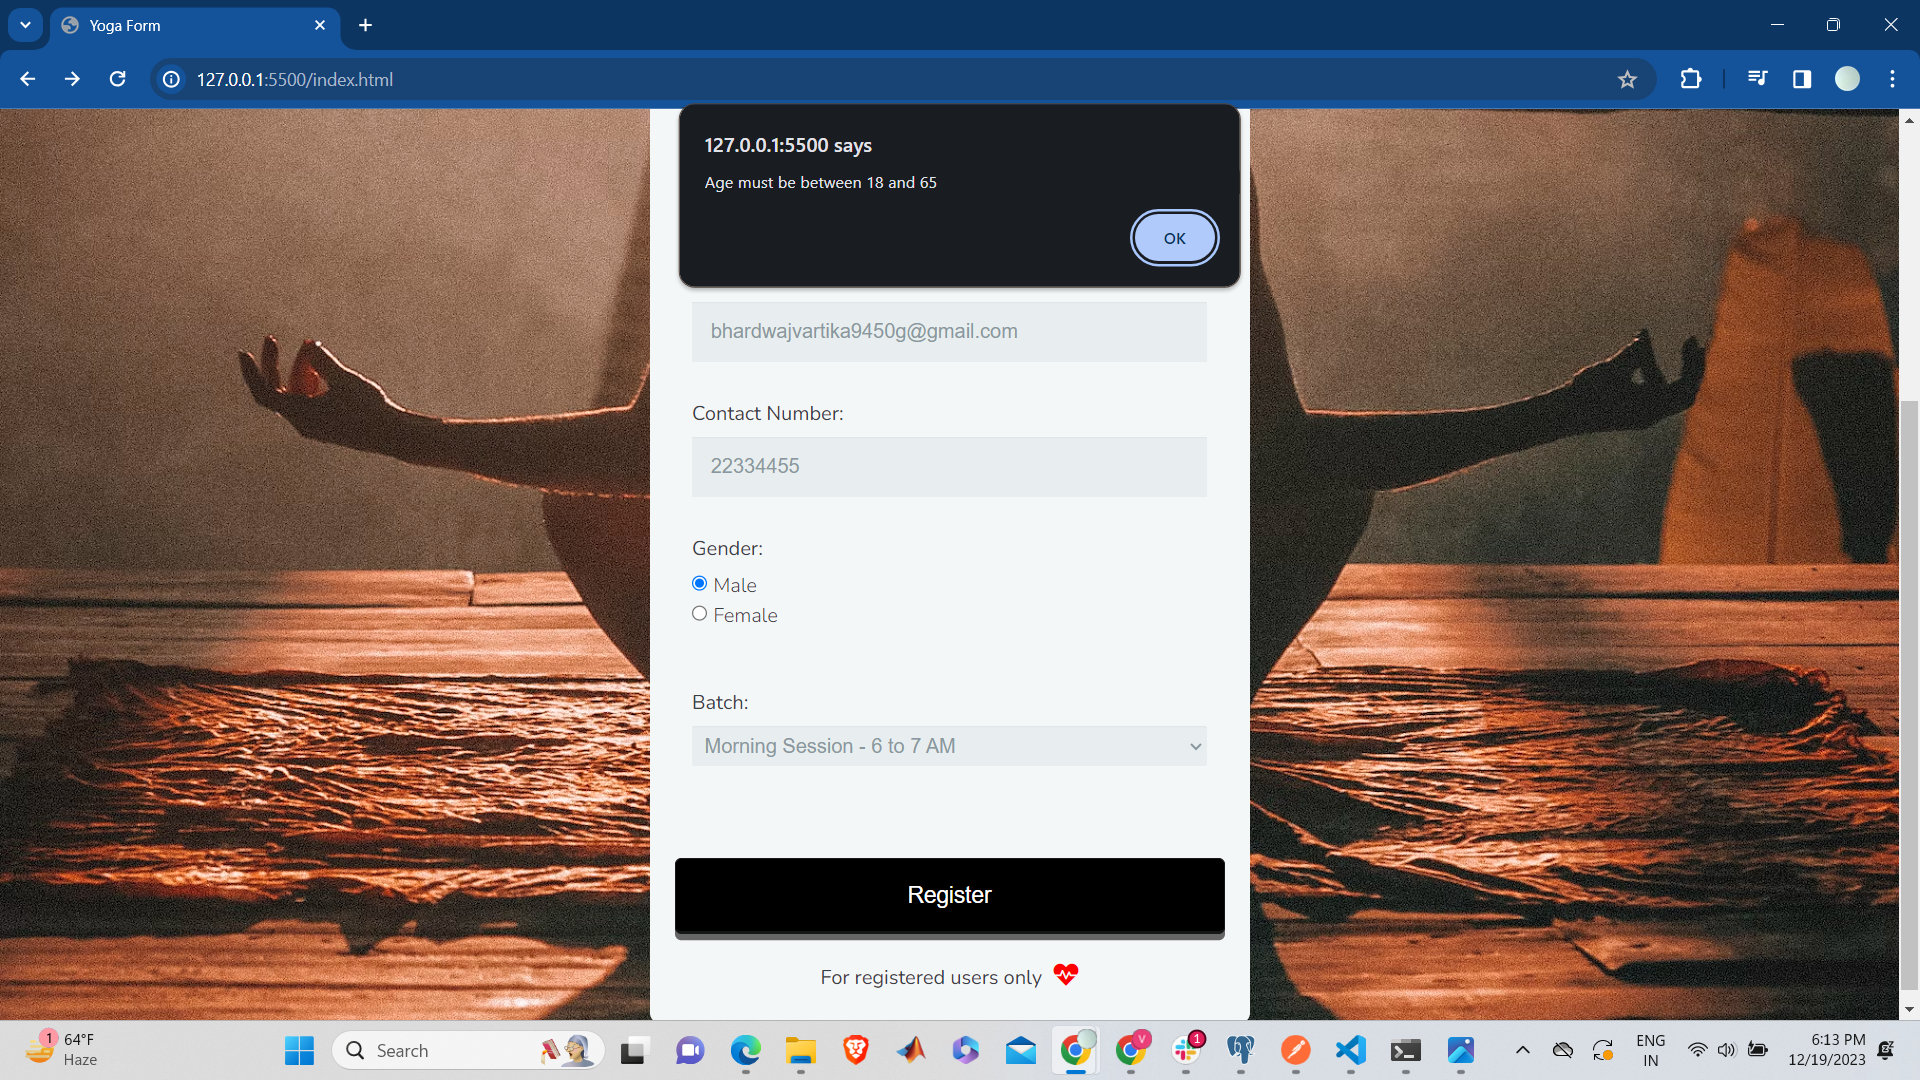 Yoga Form
127.0.0.1:5500/index.html
127.0.0.1:5500 says
Age must be between 18 and 65
OK
bhardwajvartika9450g@gmail.com
Contact Number:
22334455
Gender:
Male
Female
Batch:
Morning Session - 6 to 7 AM
Register
For registered users only
1
64°F
Haze
Search
V
1
ENG
IN
6:13 PM
12/19/2023